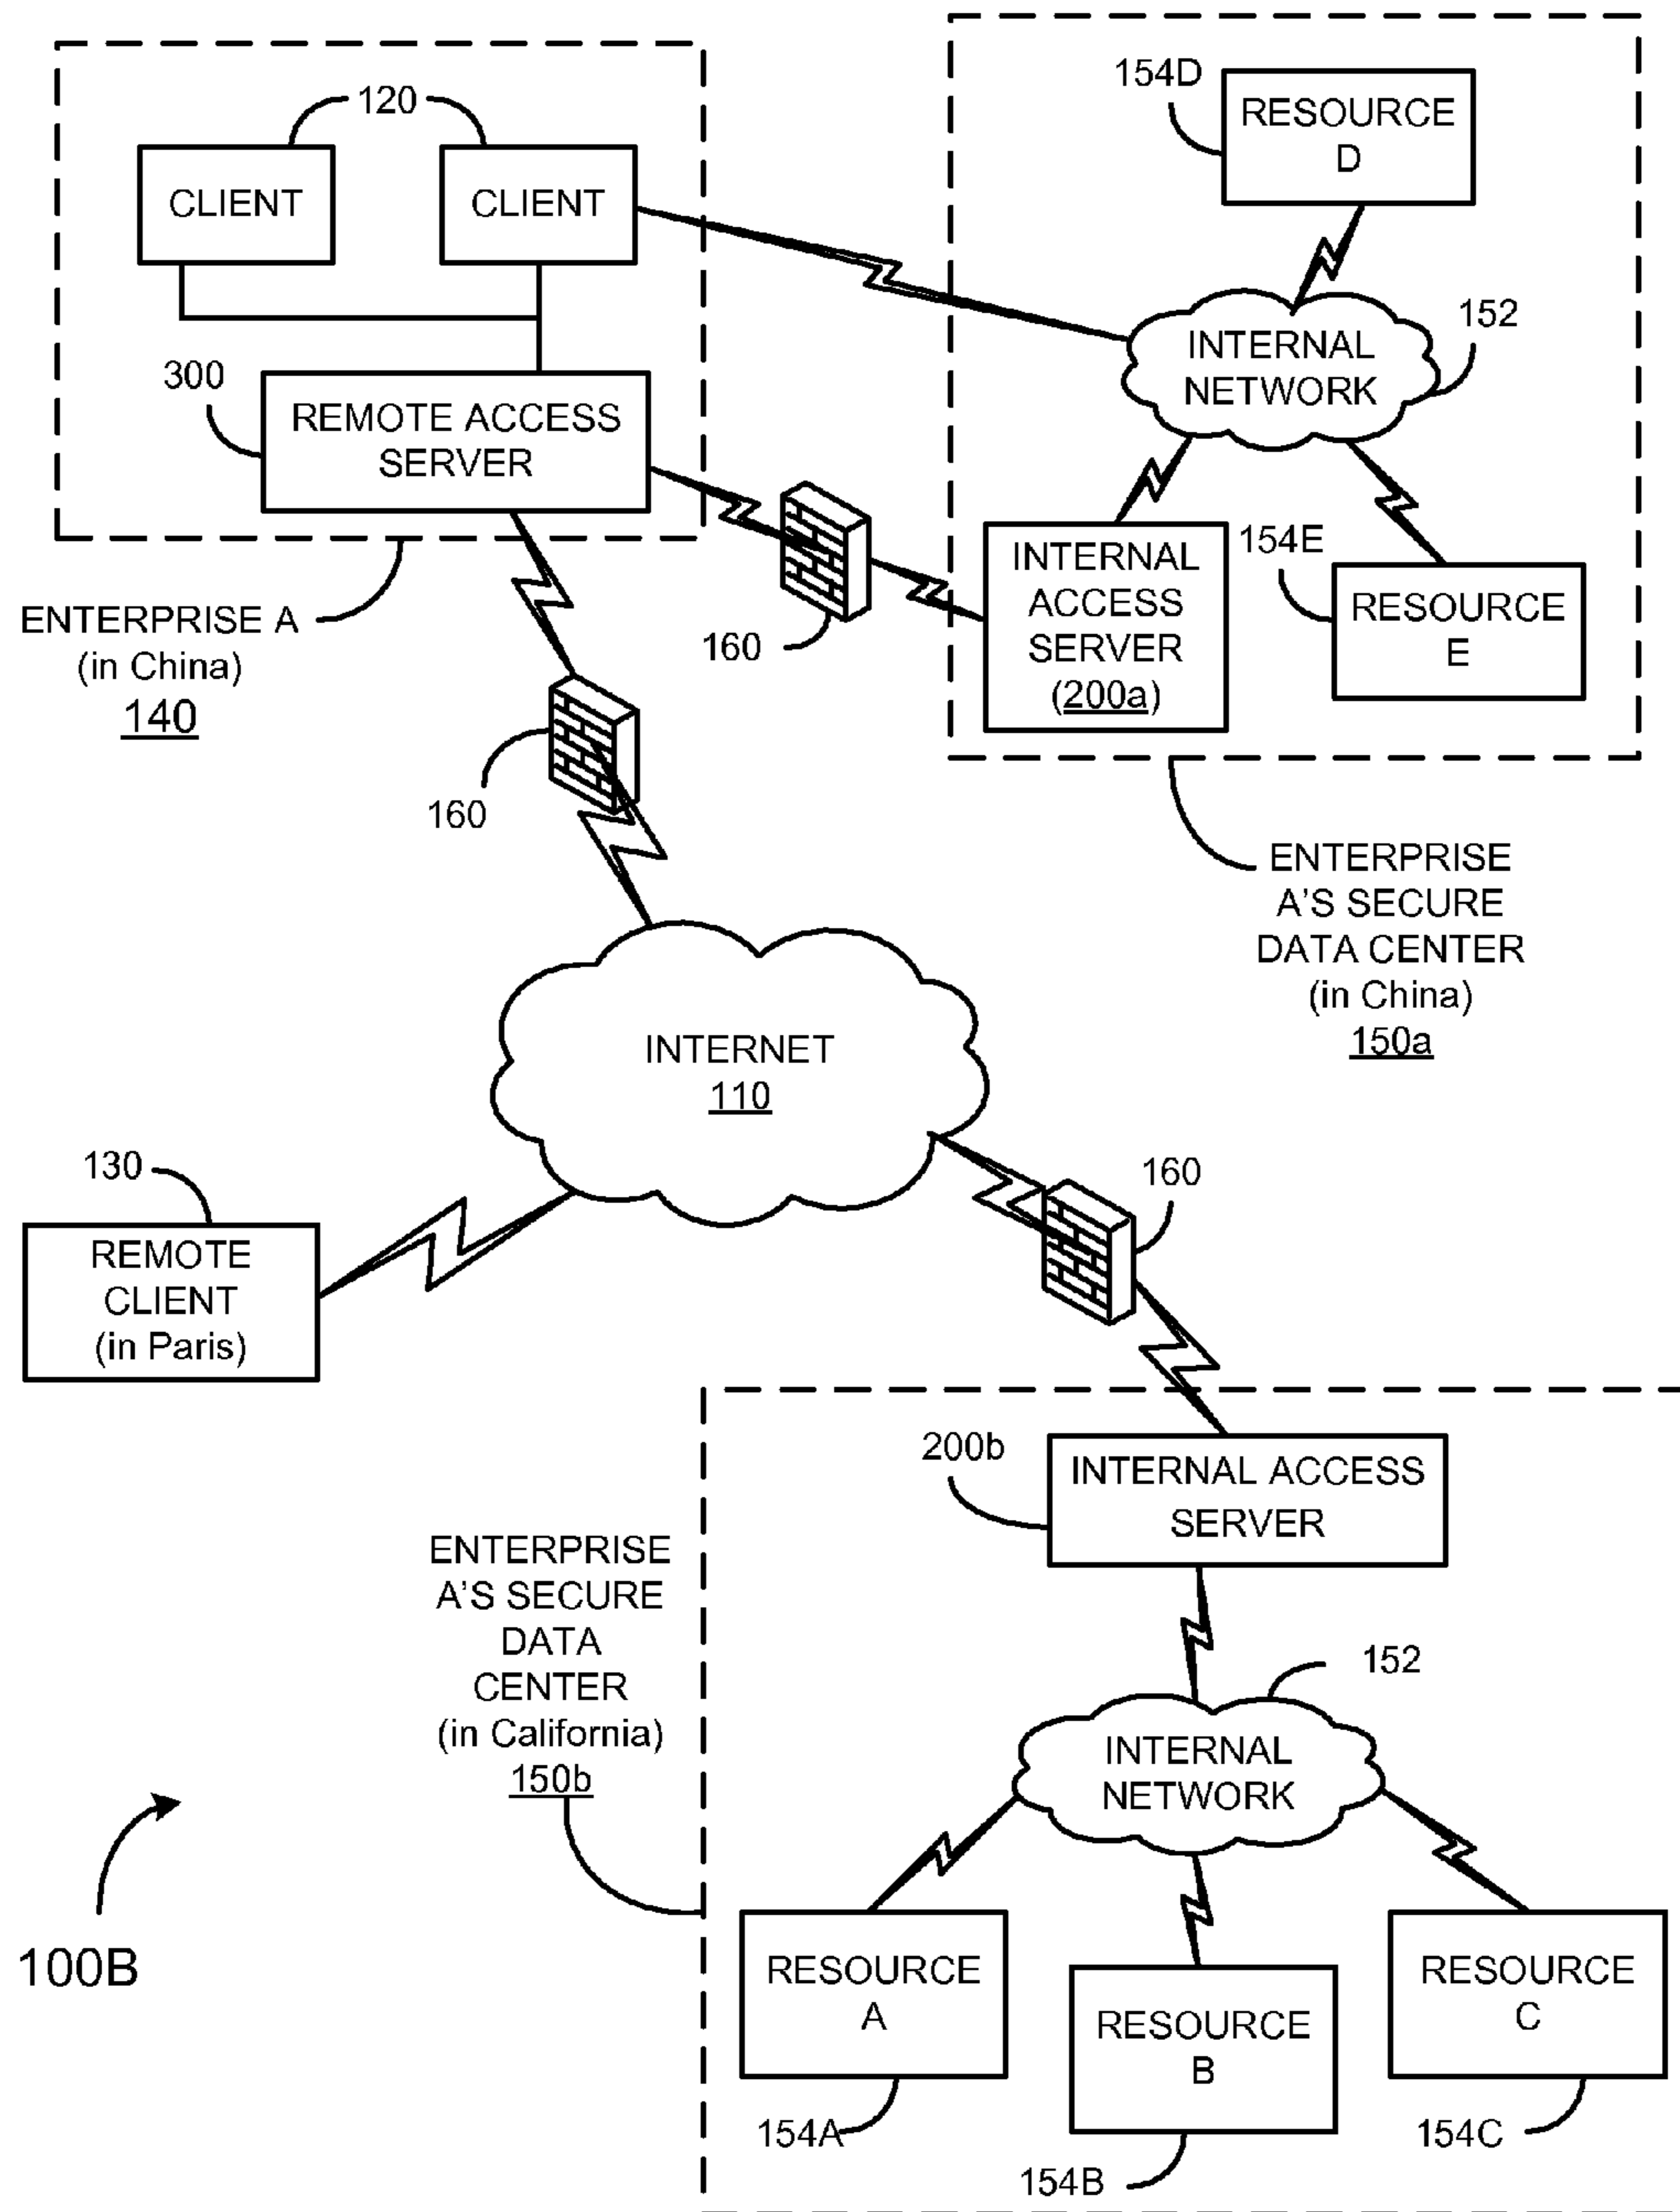 120
CLIENT
CLIENT
300
REMOTE ACCESS
SERVER
ENTERPRISE A
(in China)
140
160
160
154D
RESOURCE
D
152
INTERNAL
NETWORK
INTERNAL
ACCESS
SERVER
(200a)
154E
RESOURCE
E
ENTERPRISE
A'S SECURE
DATA CENTER
(in China)
150a
INTERNET
110
130
REMOTE
CLIENT
(in Paris)
160
200b
INTERNAL ACCESS
SERVER
ENTERPRISE
A'S SECURE
DATA
CENTER
(in California)
150b
152
INTERNAL
NETWORK
100B
RESOURCE
A
RESOURCE
B
RESOURCE
C
154A
154B
154C